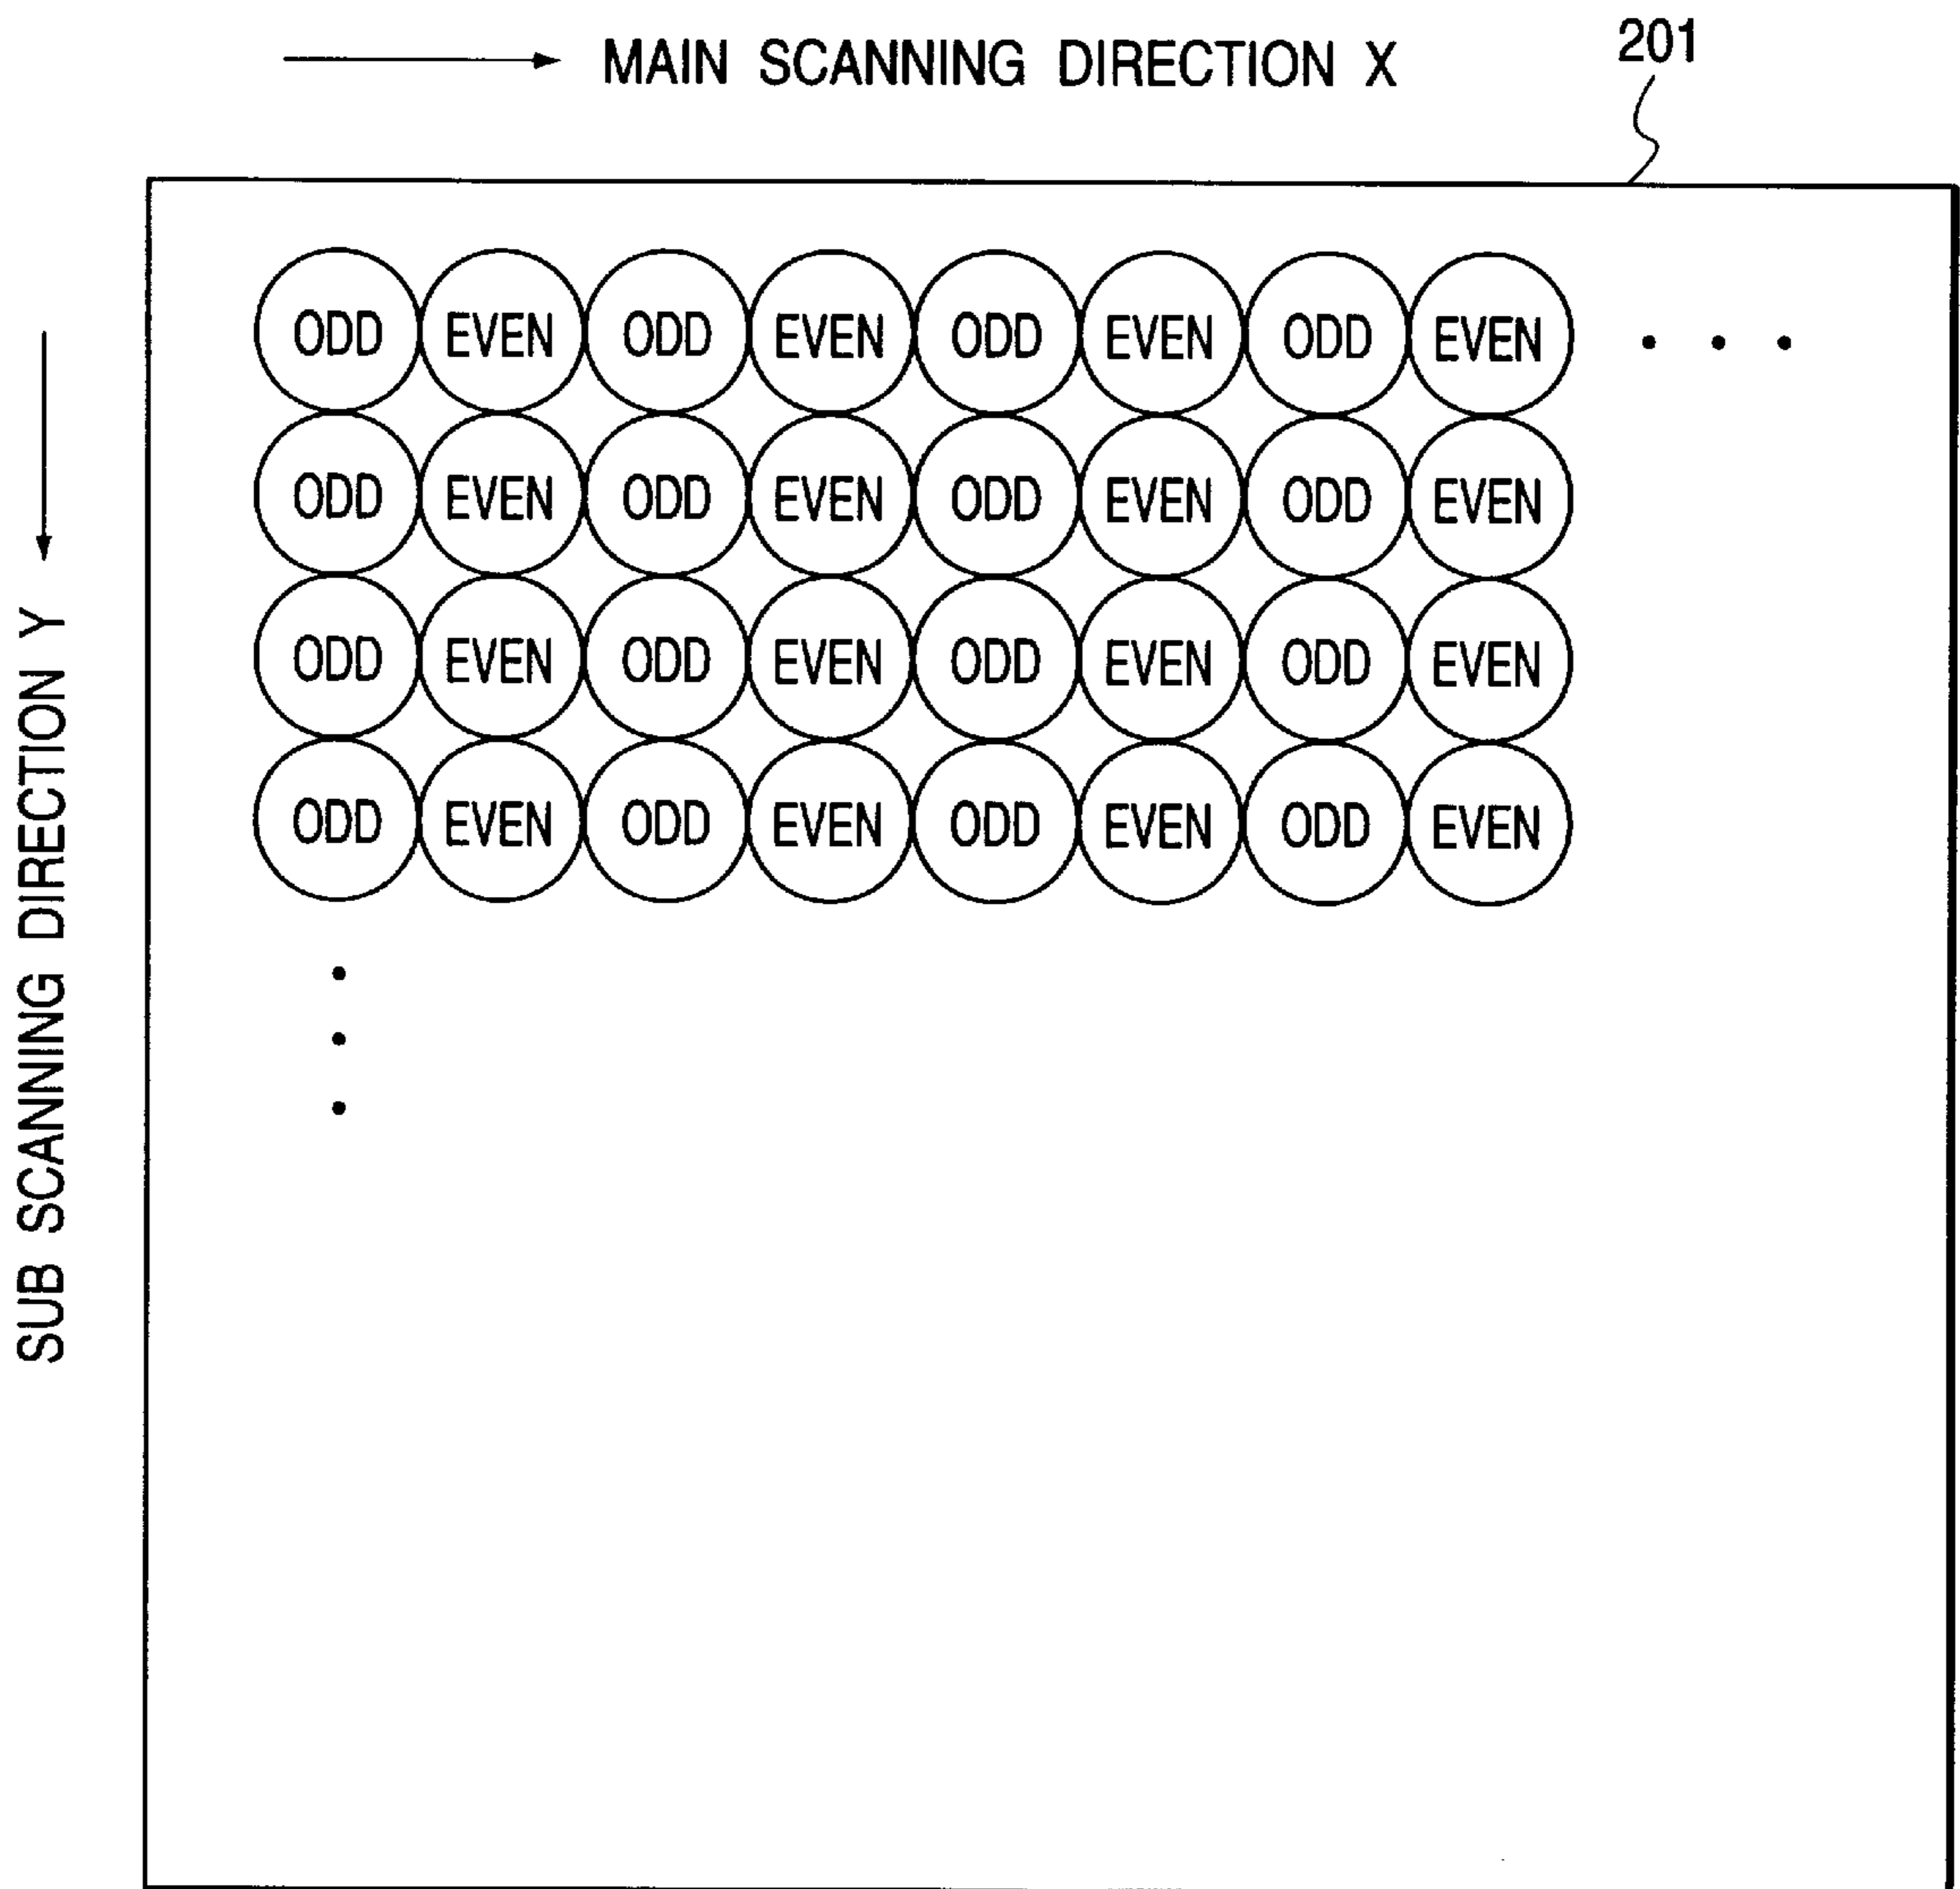 MAIN SCANNING DIRECTION X
201
SUB SCANNING DIRECTION Y
ODD EVEN ODD EVEN ODD EVEN ODD EVEN . . .
ODD EVEN ODD EVEN ODD EVEN ODD EVEN
ODD EVEN ODD EVEN ODD EVEN ODD EVEN
ODD EVEN ODD EVEN ODD EVEN ODD EVEN